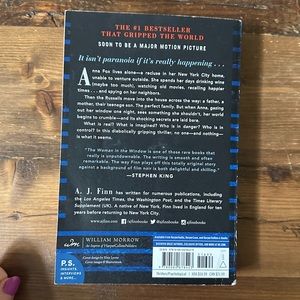 THE #1 BESTSELLER
THAT GRIPPED THE WORLD
SOON TO BE A MAJOR MOTION PICTURE
It isn't paranoia if it's really happening . . .
Anna Fox lives alone—a recluse in her New York City home,
unable to venture outside. She spends her days drinking wine
(maybe too much), watching old movies, recalling happier
times . . . and spying on her neighbors.
Then the Russells move into the house across the way: a father, a
mother, their teenage son. The perfect family. But when Anna, gazing
out her window one night, sees something she shouldn't, her world
begins to crumble—and its shocking secrets are laid bare.
What is real? What is imagined? Who is in danger? Who is in
control? In this diabolically gripping thriller, no one—and nothing—
is what it seems.
"The Woman in the Window is one of those rare books that
really is unputdownable. The writing is smooth and often
remarkable. The way Finn plays off this totally original story
against a background of film noir is both delightful and chilling."
—STEPHEN KING
A. J. Finn has written for numerous publications, including
the Los Angeles Times, the Washington Post, and the Times Literary
Supplement (UK). A native of New York, Finn lived in England for ten
years before returning to New York City.
ajfinnbooks
ajfinnbooks
WILLIAM MORROW
An Imprint of HarperCollinsPublishers
P.S.
INSIGHTS,
INTERVIEWS
& MORE...